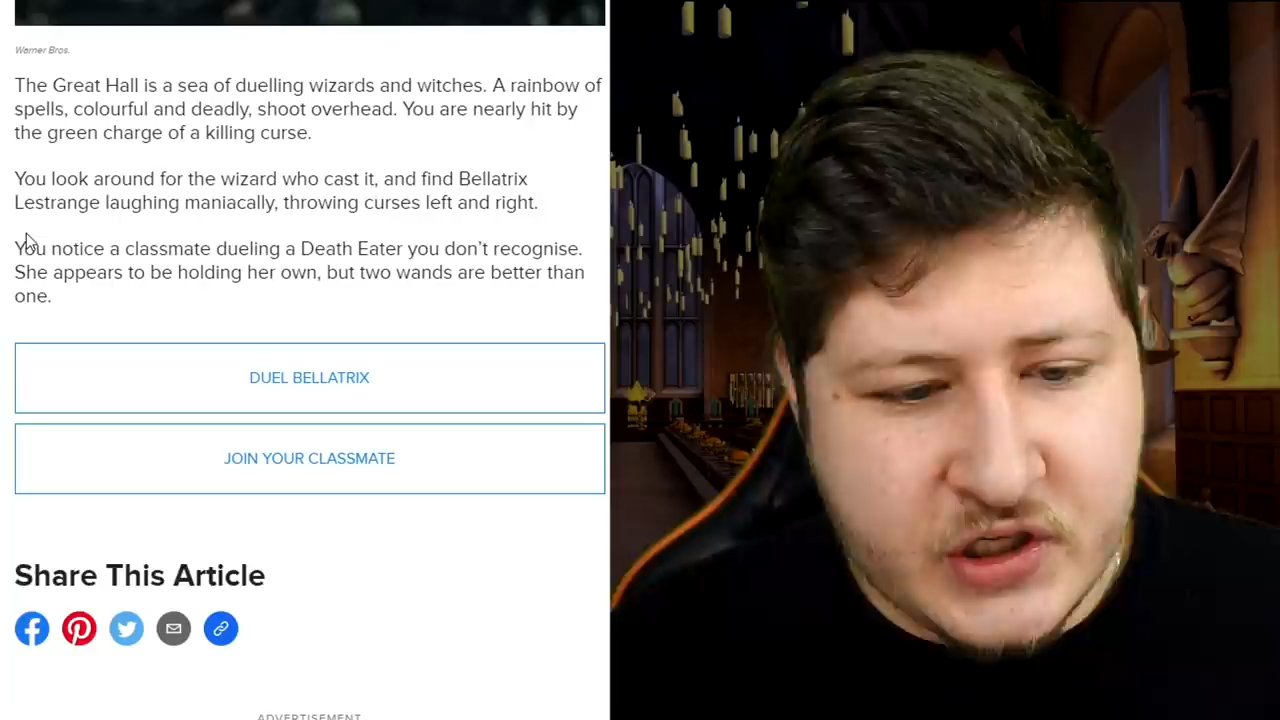 Warner Bros.
The Great Hall is a sea of duelling wizards and witches. A rainbow of
spells, colourful and deadly, shoot overhead. You are nearly hit by
the green charge of a killing curse.
You look around for the wizard who cast it, and find Bellatrix
Lestrange laughing maniacally, throwing curses left and right.
You notice a classmate dueling a Death Eater you don’t recognise.
She appears to be holding her own, but two wands are better than
one.
DUEL BELLATRIX
JOIN YOUR CLASSMATE
Share This Article
ADVERTISEMENT